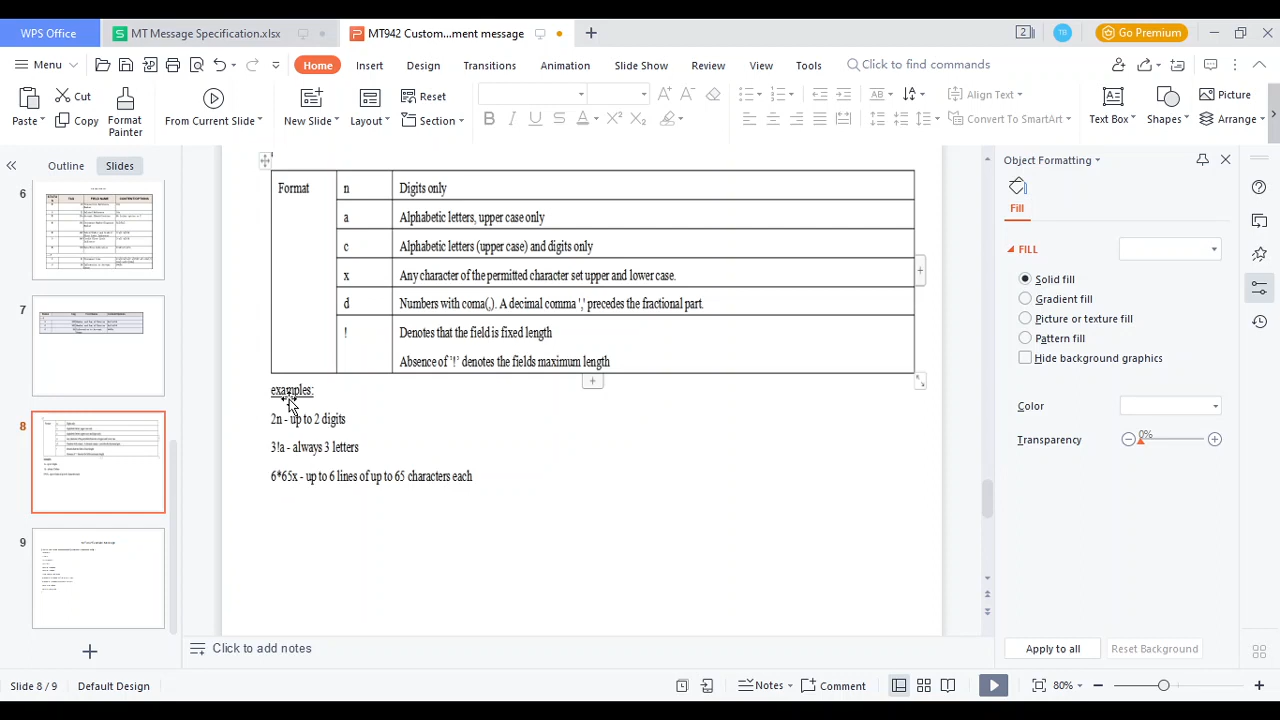 WPS Office
MT Message Specification.xlsx
MT942 Custom...ment message
TB
Go Premium
Menu
Home
Insert
Design
Transitions
Animation
Slide Show
Review
View
Tools
Click to find commands
Paste
Cut
Copy
Format
Painter
From Current Slide
New Slide
Layout
Reset
Section
Align Text
Convert To SmartArt
Text Box
Shapes
Picture
Arrange
Outline
Slides
6
7
8
9
Format
n
Digits only
a
Alphabetic letters, upper case only
c
Alphabetic letters (upper case) and digits only
x
Any character of the permitted character set upper and lower case.
d
Numbers with coma(,). A decimal comma ',' precedes the fractional part.
!
Denotes that the field is fixed length
Absence of '!' denotes the fields maximum length
examples:
2n - up to 2 digits
3!a - always 3 letters
6*65x - up to 6 lines of up to 65 characters each
Object Formatting
Fill
FILL
Solid fill
Gradient fill
Picture or texture fill
Pattern fill
Hide background graphics
Color
Transparency
0%
Apply to all
Reset Background
Click to add notes
Slide 8 / 9
Default Design
Notes
Comment
80%